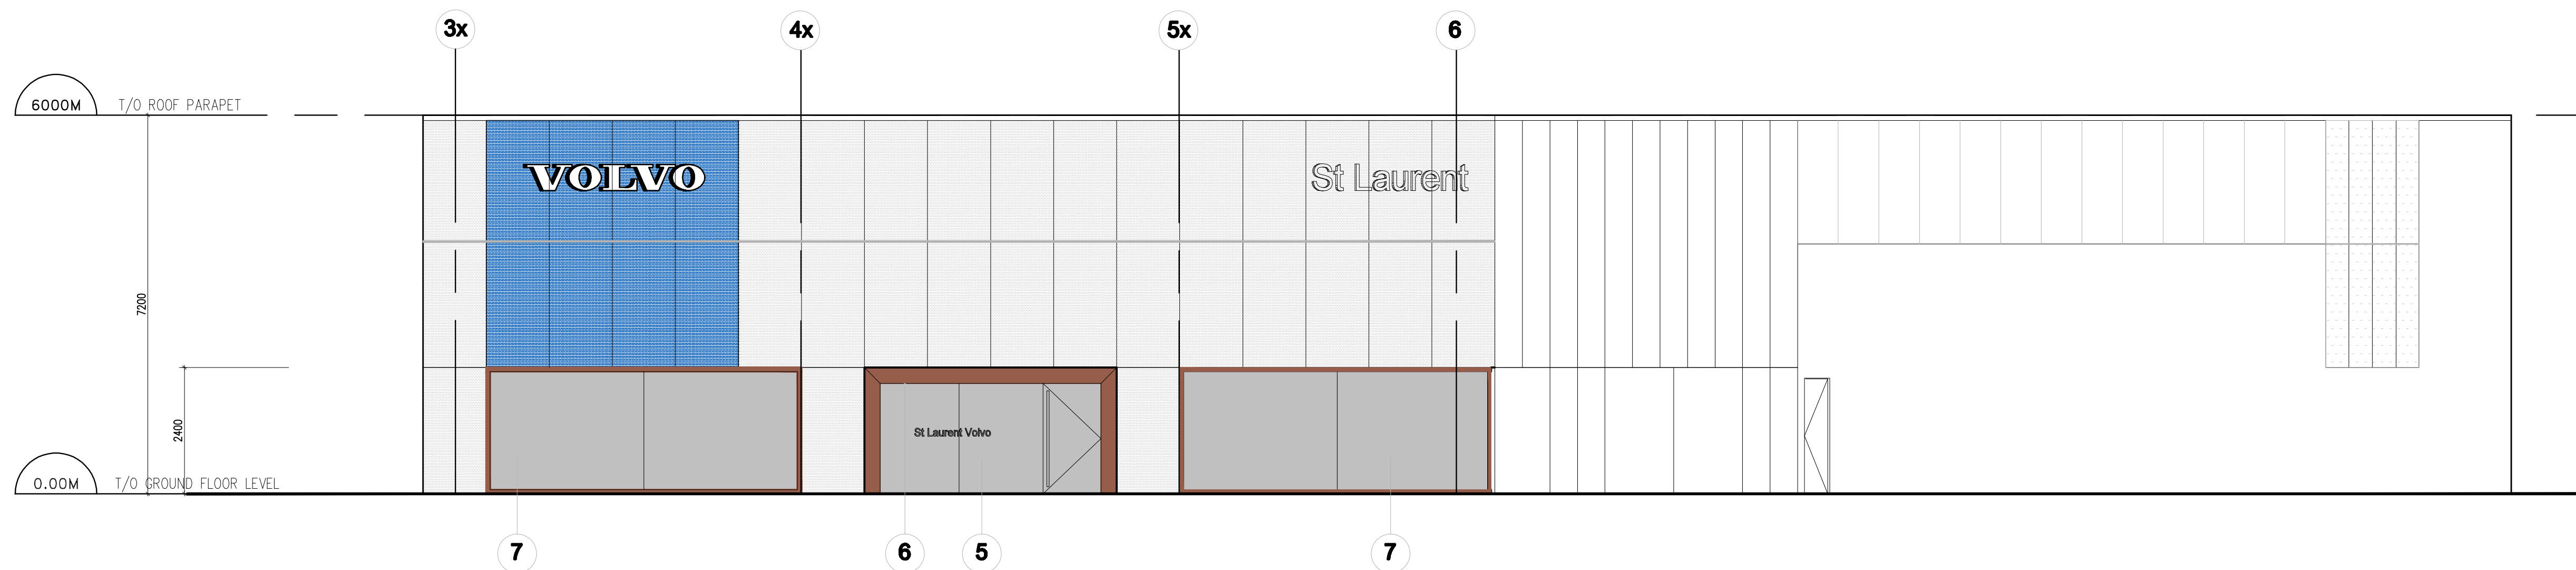 3x
4x
5x
6
6000M
T/O ROOF PARAPET
VOLVO
St Laurent
7200
2400
St Laurent Volvo
0.00M
T/O GROUND FLOOR LEVEL
7
6
5
7